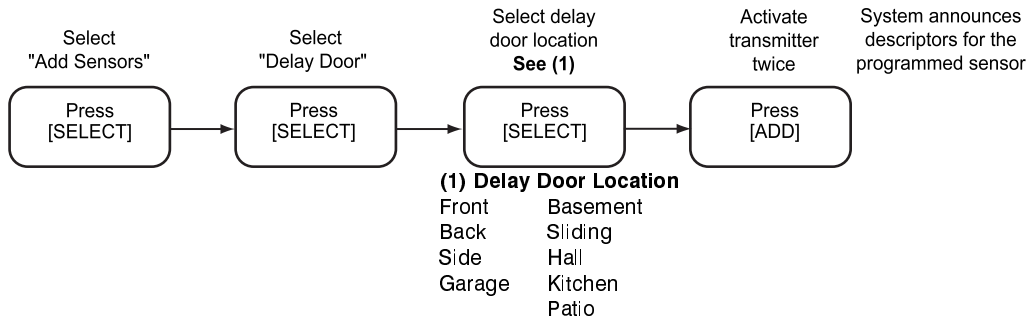 Select
"Add Sensors"
Press
[SELECT]
Select
"Delay Door"
Press
[SELECT]
Select delay
door location
See (1)
Press
[SELECT]
Activate
transmitter
twice
Press
[ADD]
System announces
descriptors for the
programmed sensor
(1) Delay Door Location
Front
Back
Side
Garage
Basement
Sliding
Hall
Kitchen
Patio